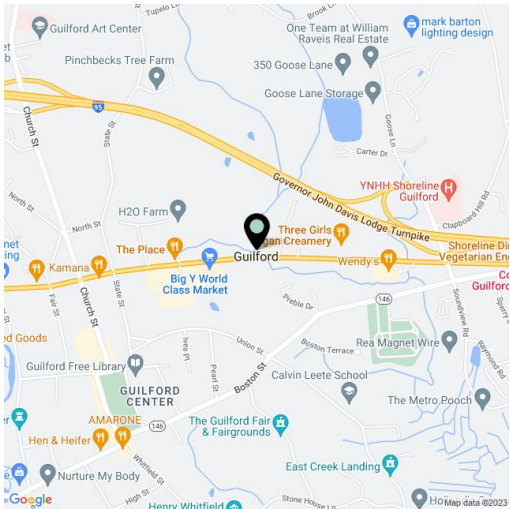 Tupelo Ln
Brook Ln
Guilford Art Center
One Team at William
Raveis Real Estate
mark barton
lighting design
Pinchbecks Tree Farm
350 Goose Lane
Goose Lane Storage
95
Church St
State St
Goose Ln
Carter Dr
Governor John Davis Lodge Turnpike
YNHH Shoreline
Guilford
Clapboard Hill Rd
North St
North St
H2O Farm
The Place
Three Girls
gan Creamery
Guilford
Shoreline Di
Vegetarian En
Kamana
Big Y World
Class Market
Wendy's
Co
Guilfor
Fair St
Church St
State St
Preble Dr
146
Soundview Rd
Sperry
ed Goods
Union St
Boston Terrace
Rea Magnet Wire
Raymond Rd
Guilford Free Library
Ives Pl
Pearl St
Boston St
Calvin Leete School
GUILFORD
CENTER
The Metro Pooch
AMARONE
146
The Guilford Fair
& Fairgrounds
Hen & Heifer
Whitfield St
East Creek Landing
Nurture My Body
High St
Henry Whitfield
Stone House Ln
Google
Map data ©2023